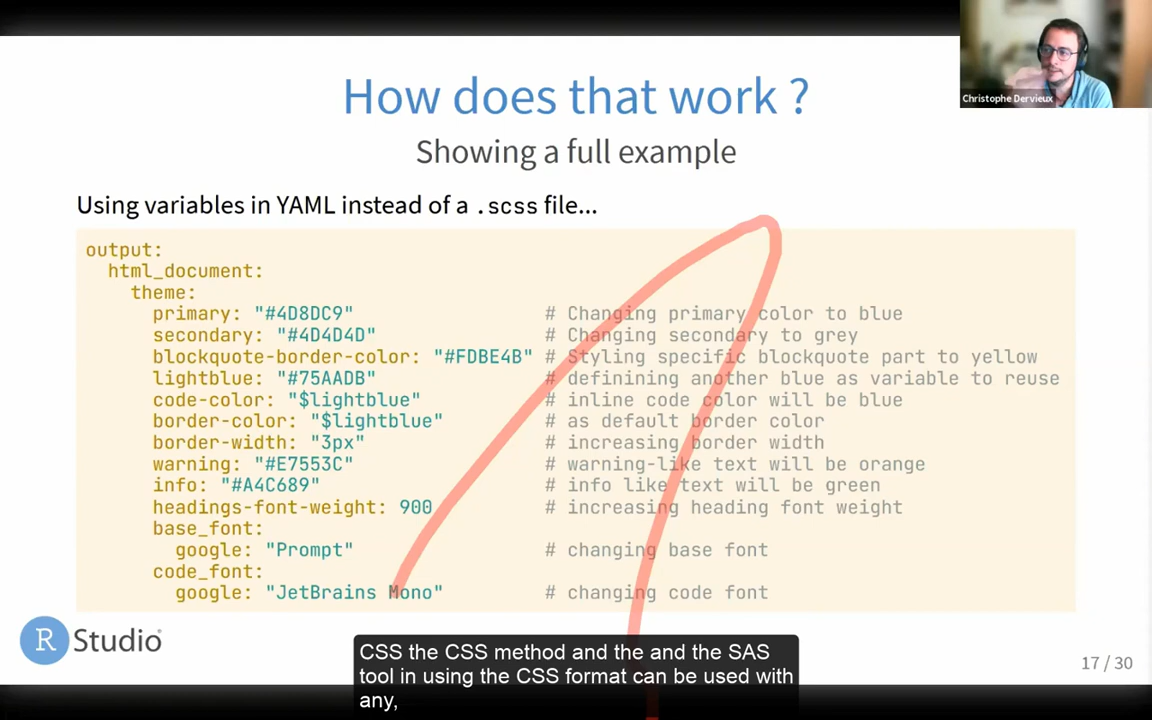 Christophe Dervieux
How does that work ?
Showing a full example
Using variables in YAML instead of a .scss file...
output:
html_document:
theme:
primary: "#4D8DC9" # Changing primary color to blue
secondary: "#4D4D4D" # Changing secondary to grey
blockquote-border-color: "#FDBE4B" # Styling specific blockquote part to yellow
lightblue: "#75AADB" # definining another blue as variable to reuse
code-color: "$lightblue" # inline code color will be blue
border-color: "$lightblue" # as default border color
border-width: "3px" # increasing border width
warning: "#E7553C" # warning-like text will be orange
info: "#A4C689" # info like text will be green
headings-font-weight: 900 # increasing heading font weight
base_font:
google: "Prompt" # changing base font
code_font:
google: "JetBrains Mono" # changing code font
R Studio
CSS the CSS method and the and the SAS
tool in using the CSS format can be used with
any,
17 / 30